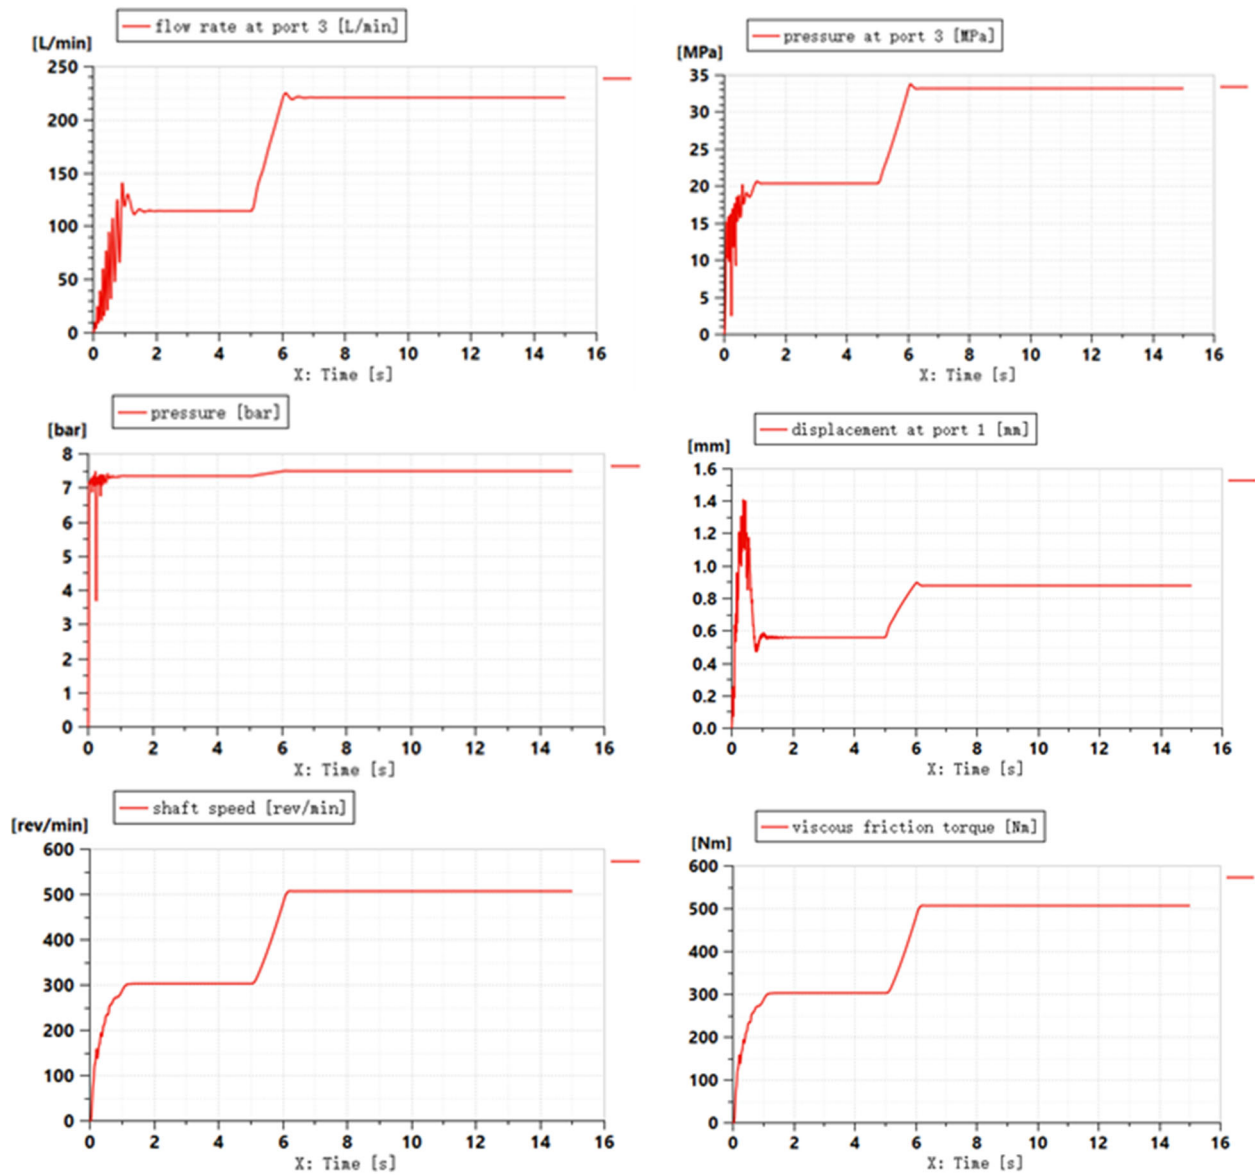 flow rate at port 3 [L/min]
[L/min]
250
200
150
100
50
0
0 2 4 6 8 10 12 14 16
X: Time [s]
pressure at port 3 [MPa]
[MPa]
35
30
25
20
15
10
5
0
0 2 4 6 8 10 12 14 16
X: Time [s]
pressure [bar]
[bar]
8
7
6
5
4
3
2
1
0
0 2 4 6 8 10 12 14 16
X: Time [s]
displacement at port 1 [mm]
[mm]
1.6
1.4
1.2
1.0
0.8
0.6
0.4
0.2
0.0
0 2 4 6 8 10 12 14 16
X: Time [s]
shaft speed [rev/min]
[rev/min]
600
500
400
300
200
100
0
0 2 4 6 8 10 12 14 16
X: Time [s]
viscous friction torque [Nm]
[Nm]
600
500
400
300
200
100
0
0 2 4 6 8 10 12 14 16
X: Time [s]